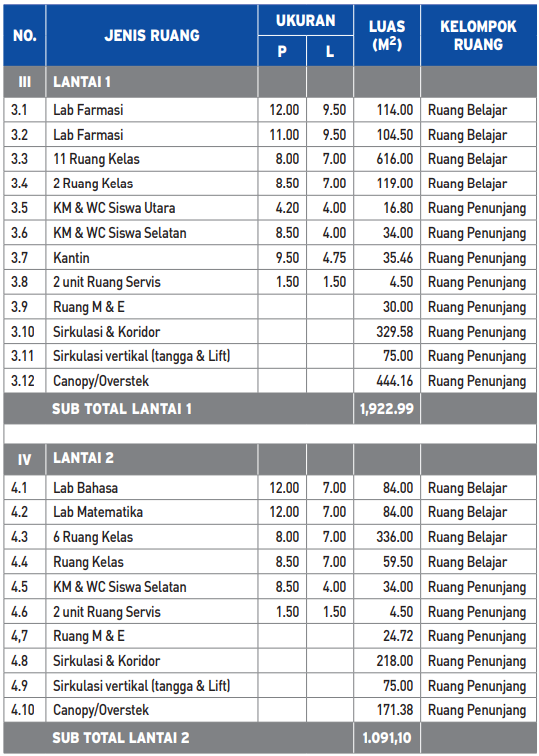 NO. JENIS RUANG UKURAN LUAS (M2) KELOMPOK RUANG
P L
III LANTAI 1
3.1 Lab Farmasi 12.00 9.50 114.00 Ruang Belajar
3.2 Lab Farmasi 11.00 9.50 104.50 Ruang Belajar
3.3 11 Ruang Kelas 8.00 7.00 616.00 Ruang Belajar
3.4 2 Ruang Kelas 8.50 7.00 119.00 Ruang Belajar
3.5 KM & WC Siswa Utara 4.20 4.00 16.80 Ruang Penunjang
3.6 KM & WC Siswa Selatan 8.50 4.00 34.00 Ruang Penunjang
3.7 Kantin 9.50 4.75 35.46 Ruang Penunjang
3.8 2 unit Ruang Servis 1.50 1.50 4.50 Ruang Penunjang
3.9 Ruang M & E 30.00 Ruang Penunjang
3.10 Sirkulasi & Koridor 329.58 Ruang Penunjang
3.11 Sirkulasi vertikal (tangga & Lift) 75.00 Ruang Penunjang
3.12 Canopy/Overstek 444.16 Ruang Penunjang
SUB TOTAL LANTAI 1 1,922.99
IV LANTAI 2
4.1 Lab Bahasa 12.00 7.00 84.00 Ruang Belajar
4.2 Lab Matematika 12.00 7.00 84.00 Ruang Belajar
4.3 6 Ruang Kelas 8.00 7.00 336.00 Ruang Belajar
4.4 Ruang Kelas 8.50 7.00 59.50 Ruang Belajar
4.5 KM & WC Siswa Selatan 8.50 4.00 34.00 Ruang Penunjang
4.6 2 unit Ruang Servis 1.50 1.50 4.50 Ruang Penunjang
4,7 Ruang M & E 24.72 Ruang Penunjang
4.8 Sirkulasi & Koridor 218.00 Ruang Penunjang
4.9 Sirkulasi vertikal (tangga & Lift) 75.00 Ruang Penunjang
4.10 Canopy/Overstek 171.38 Ruang Penunjang
SUB TOTAL LANTAI 2 1.091,10